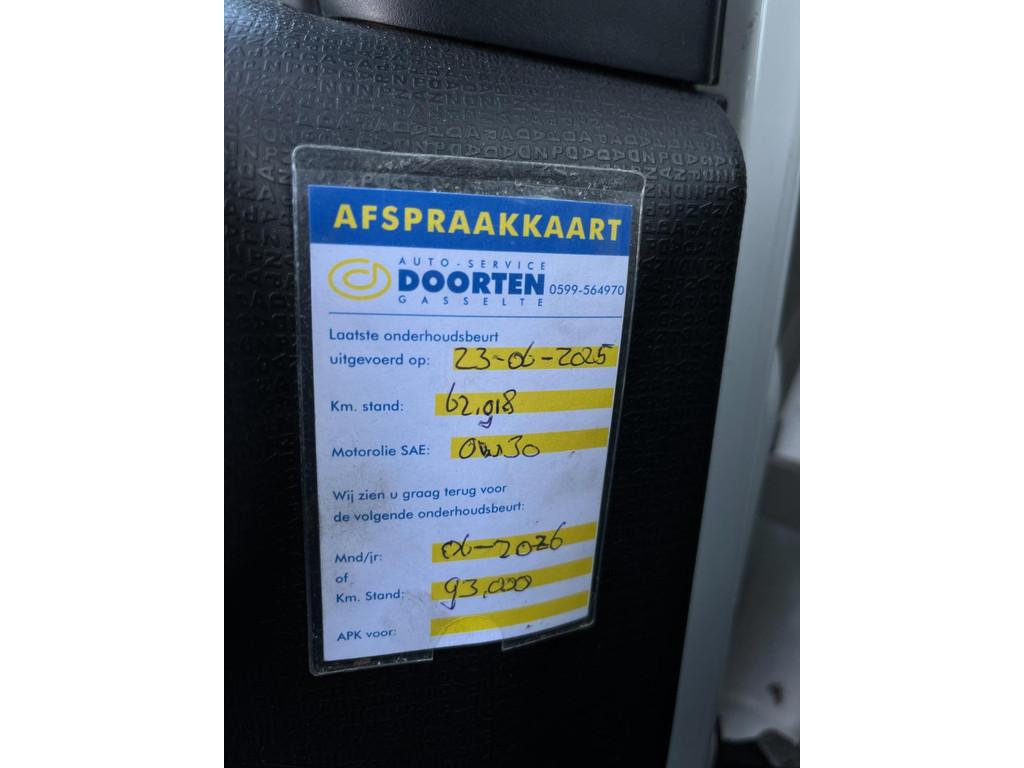 AFSPRAAKKAART
AUTO-SERVICE
DOORTEN 0599-564970
GASSELTE
Laatste onderhoudsbeurt
uitgevoerd op: 23-06-2025
Km. stand: 62,918
Motorolie SAE: 0w30
Wij zien u graag terug voor
de volgende onderhoudsbeurt:
Mnd/jr: 06-2026
of
Km. Stand: 93,000
APK voor: